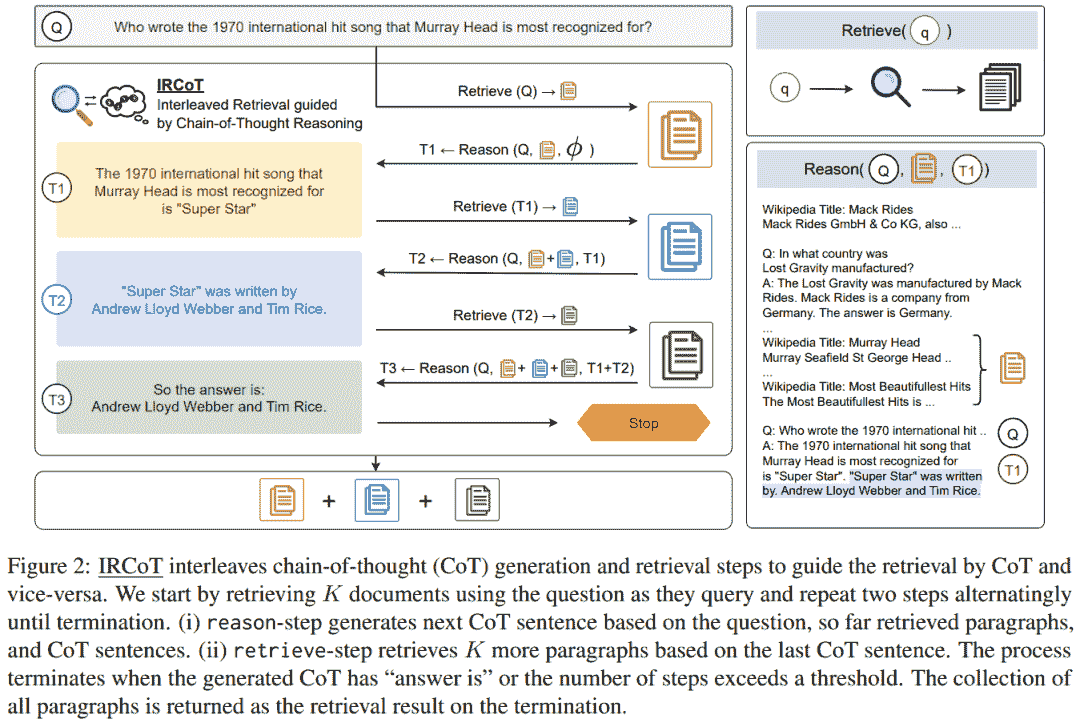 Q
Who wrote the 1970 international hit song that Murray Head is most recognized for?
IRCoT
Interleaved Retrieval guided
by Chain-of-Thought Reasoning
Retrieve (Q) →
T1 ← Reason (Q, , ϕ )
T1
The 1970 international hit song that
Murray Head is most recognized for
is "Super Star"
Retrieve (T1) →
T2 ← Reason (Q, + , T1)
T2
"Super Star" was written by
Andrew Lloyd Webber and Tim Rice.
Retrieve (T2) →
T3 ← Reason (Q, + + , T1+T2)
T3
So the answer is:
Andrew Lloyd Webber and Tim Rice.
Stop
+ +
Retrieve( q )
q
Reason( Q , , T1 )
Wikipedia Title: Mack Rides
Mack Rides GmbH & Co KG, also ...
Q: In what country was
Lost Gravity manufactured?
A: The Lost Gravity was manufactured by Mack
Rides. Mack Rides is a company from
Germany. The answer is Germany.
...
Wikipedia Title: Murray Head
Murray Seafield St George Head ..
...
Wikipedia Title: Most Beautifullest Hits
The Most Beautifullest Hits is ...
Q: Who wrote the 1970 international hit ..
Q
A: The 1970 international hit song that
Murray Head is most recognized for
T1
is "Super Star". "Super Star" was written
by. Andrew Lloyd Webber and Tim Rice.
Figure 2: IRCoT interleaves chain-of-thought (CoT) generation and retrieval steps to guide the retrieval by CoT and
vice-versa. We start by retrieving K documents using the question as they query and repeat two steps alternatingly
until termination. (i) reason-step generates next CoT sentence based on the question, so far retrieved paragraphs,
and CoT sentences. (ii) retrieve-step retrieves K more paragraphs based on the last CoT sentence. The process
terminates when the generated CoT has “answer is” or the number of steps exceeds a threshold. The collection of
all paragraphs is returned as the retrieval result on the termination.